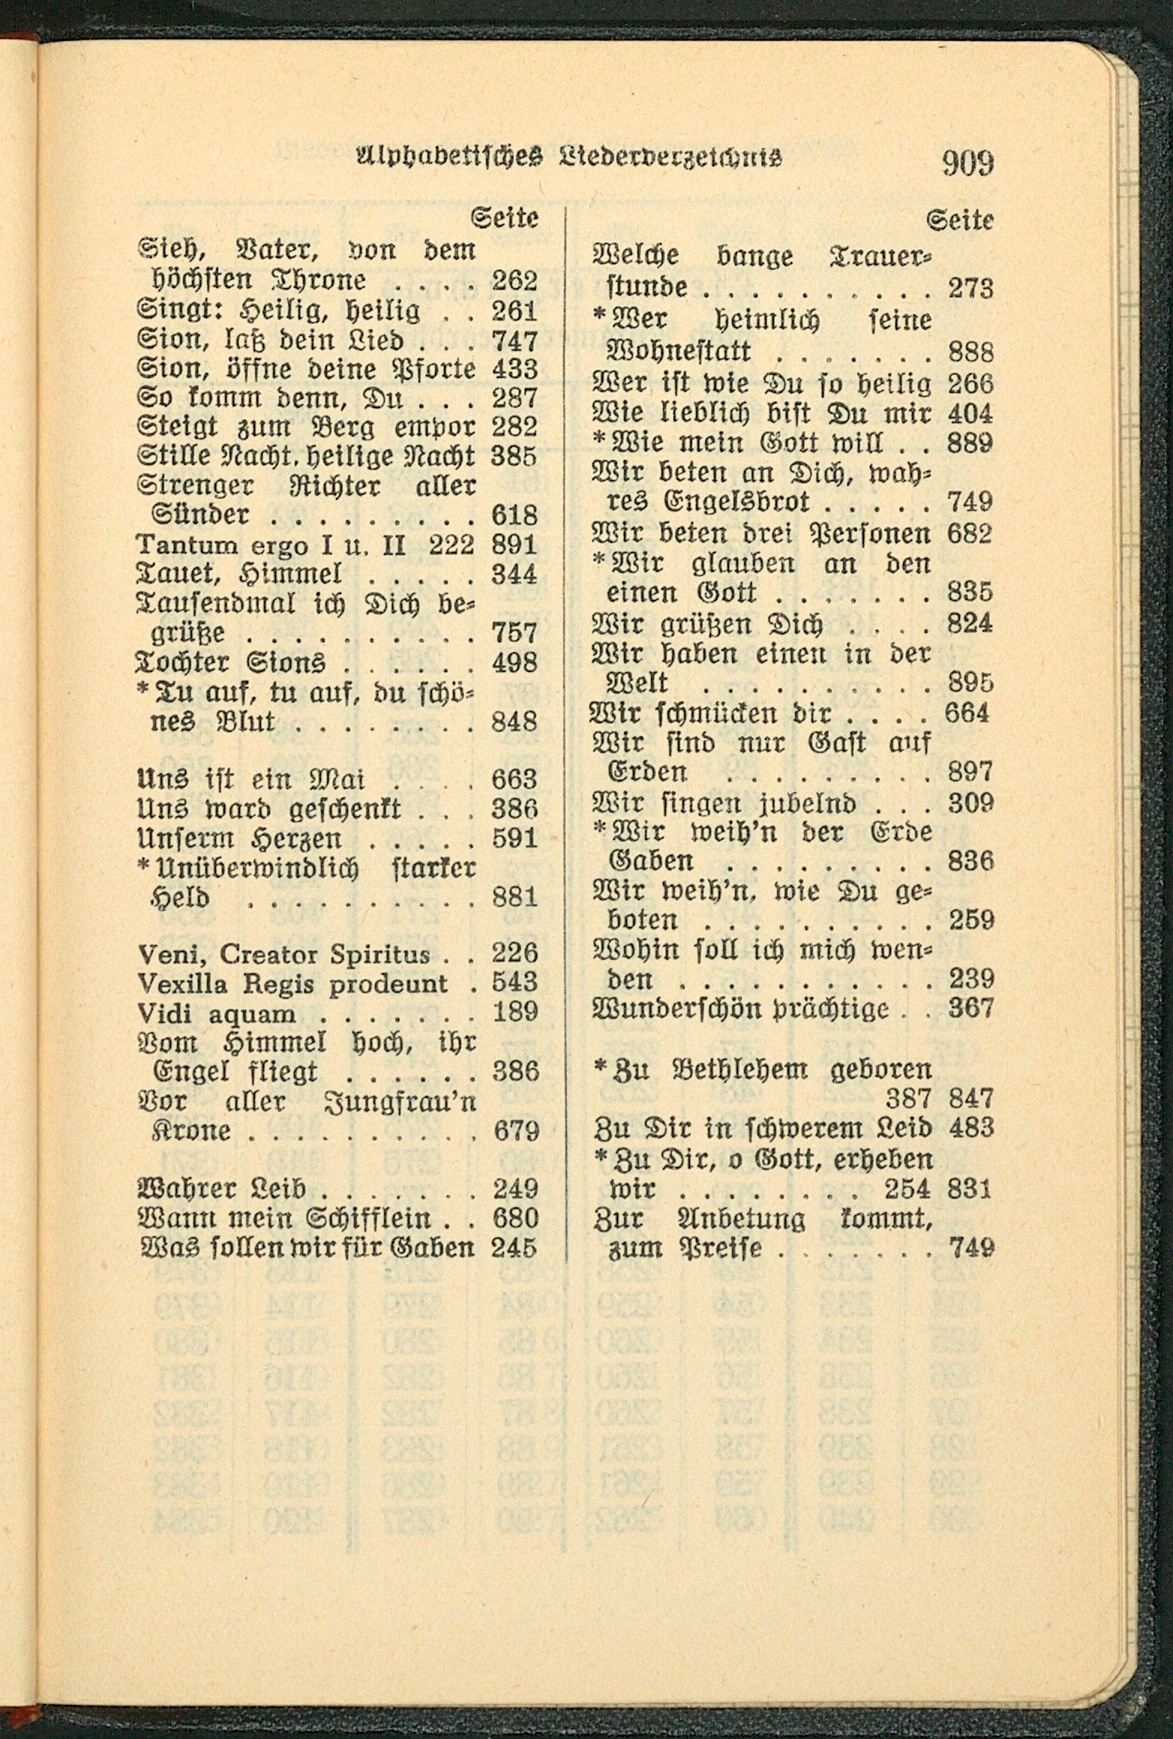 Alphabetisches Liederverzeichnis 909
Seite
Sieh, Vater, von dem
höchsten Throne . . . . 262
Singt: Heilig, heilig . . 261
Sion, laß dein Lied . . . 747
Sion, öffne deine Pforte 433
So komm denn, Du . . . 287
Steigt zum Berg empor 282
Stille Nacht, heilige Nacht 385
Strenger Richter aller
Sünder . . . . . . . . . 618
Tantum ergo I u. II 222 891
Tauet, Himmel . . . . . 344
Tausendmal ich Dich be-
grüße . . . . . . . . . . 757
Tochter Sions . . . . . . 498
*Tu auf, tu auf, du schö-
nes Blut . . . . . . . . 848
Uns ist ein Mai . . . . 663
Uns ward geschenkt . . . 386
Unserm Herzen . . . . . 591
*Unüberwindlich starker
Held . . . . . . . . . . 881
Veni, Creator Spiritus . . 226
Vexilla Regis prodeunt . 543
Vidi aquam . . . . . . . 189
Vom Himmel hoch, ihr
Engel fliegt . . . . . . 386
Vor aller Jungfrau'n
Krone . . . . . . . . . . 679
Wahrer Leib . . . . . . . 249
Wann mein Schifflein . . 680
Was sollen wir für Gaben 245
Seite
Welche bange Trauer-
stunde . . . . . . . . . . 273
*Wer heimlich seine
Wohnestatt . . . . . . . 888
Wer ist wie Du so heilig 266
Wie lieblich bist Du mir 404
*Wie mein Gott will . . 889
Wir beten an Dich, wah-
res Engelsbrot . . . . . 749
Wir beten drei Personen 682
*Wir glauben an den
einen Gott . . . . . . . 835
Wir grüßen Dich . . . . 824
Wir haben einen in der
Welt . . . . . . . . . . 895
Wir schmücken dir . . . . 664
Wir sind nur Gast auf
Erden . . . . . . . . . 897
Wir singen jubelnd . . . 309
*Wir weih'n der Erde
Gaben . . . . . . . . . 836
Wir weih'n, wie Du ge-
boten . . . . . . . . . . 259
Wohin soll ich mich wen-
den . . . . . . . . . . . 239
Wunderschön prächtige . . 367
*Zu Bethlehem geboren
387 847
Zu Dir in schwerem Leid 483
*Zu Dir, o Gott, erheben
wir . . . . . . . . 254 831
Zur Anbetung kommt,
zum Preise . . . . . . . 749